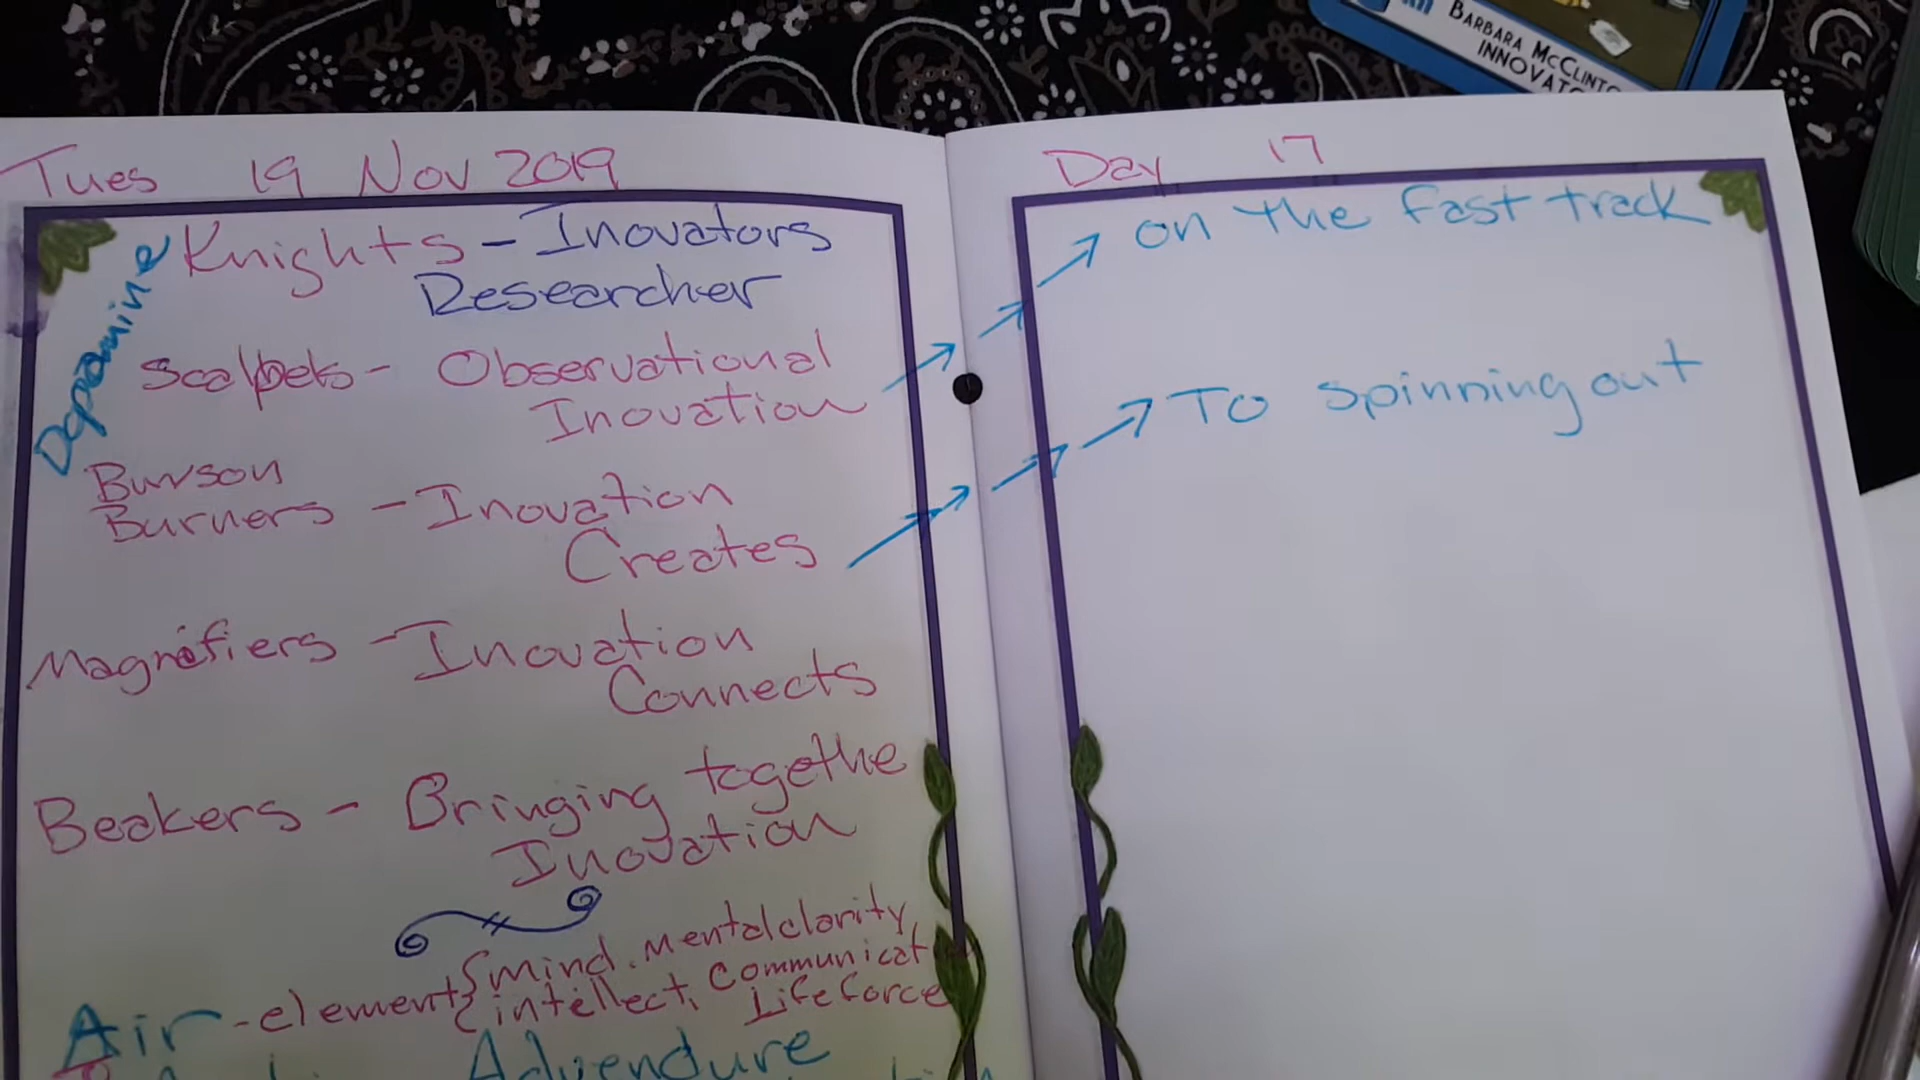 BARBARA McCLINTO
INNOVATO
Tues 19 Nov 2019
Dopamine
Knights - Inovators
Researcher
Scalpels - Observational
Inovation
Bunson
Burners - Inovation
Creates
Magnifiers - Inovation
Connects
Beakers - Bringing togethe
Inovation
Air - element { mind. mental clarity,
intellect, communicat
Life force
Advendure
Day 17
on the fast track
To spinning out